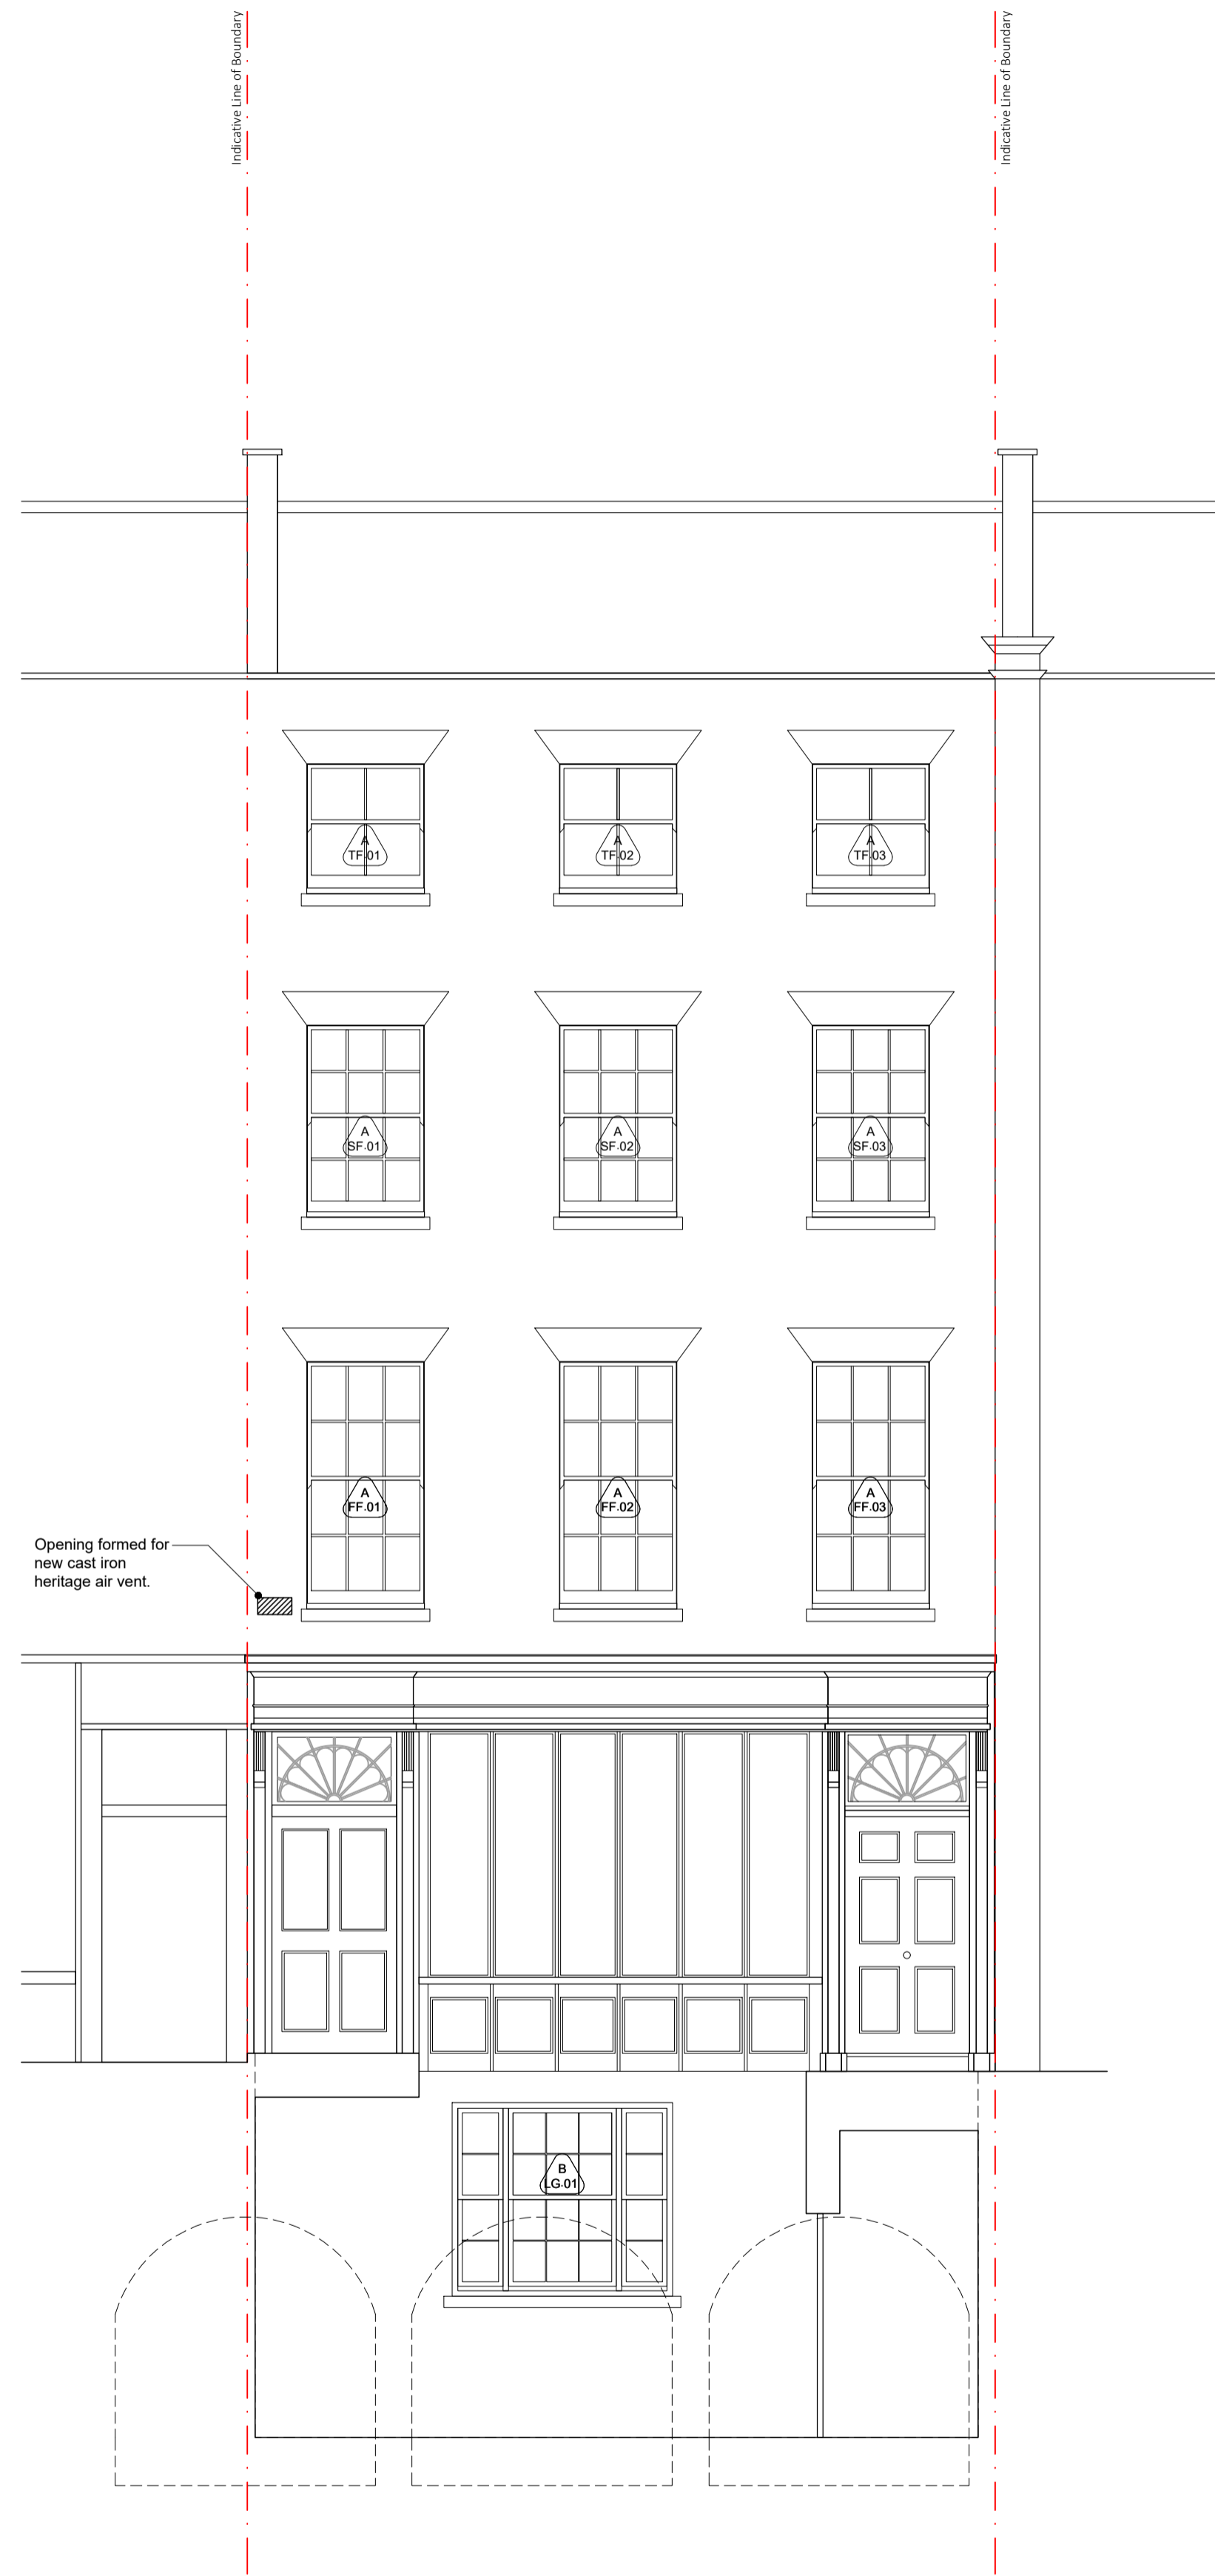 Indicative Line of Boundary
Indicative Line of Boundary
A
TF.01
A
TF.02
A
TF.03
A
SF.01
A
SF.02
A
SF.03
A
FF.01
A
FF.02
A
FF.03
Opening formed for
new cast iron
heritage air vent.
B
LG.01